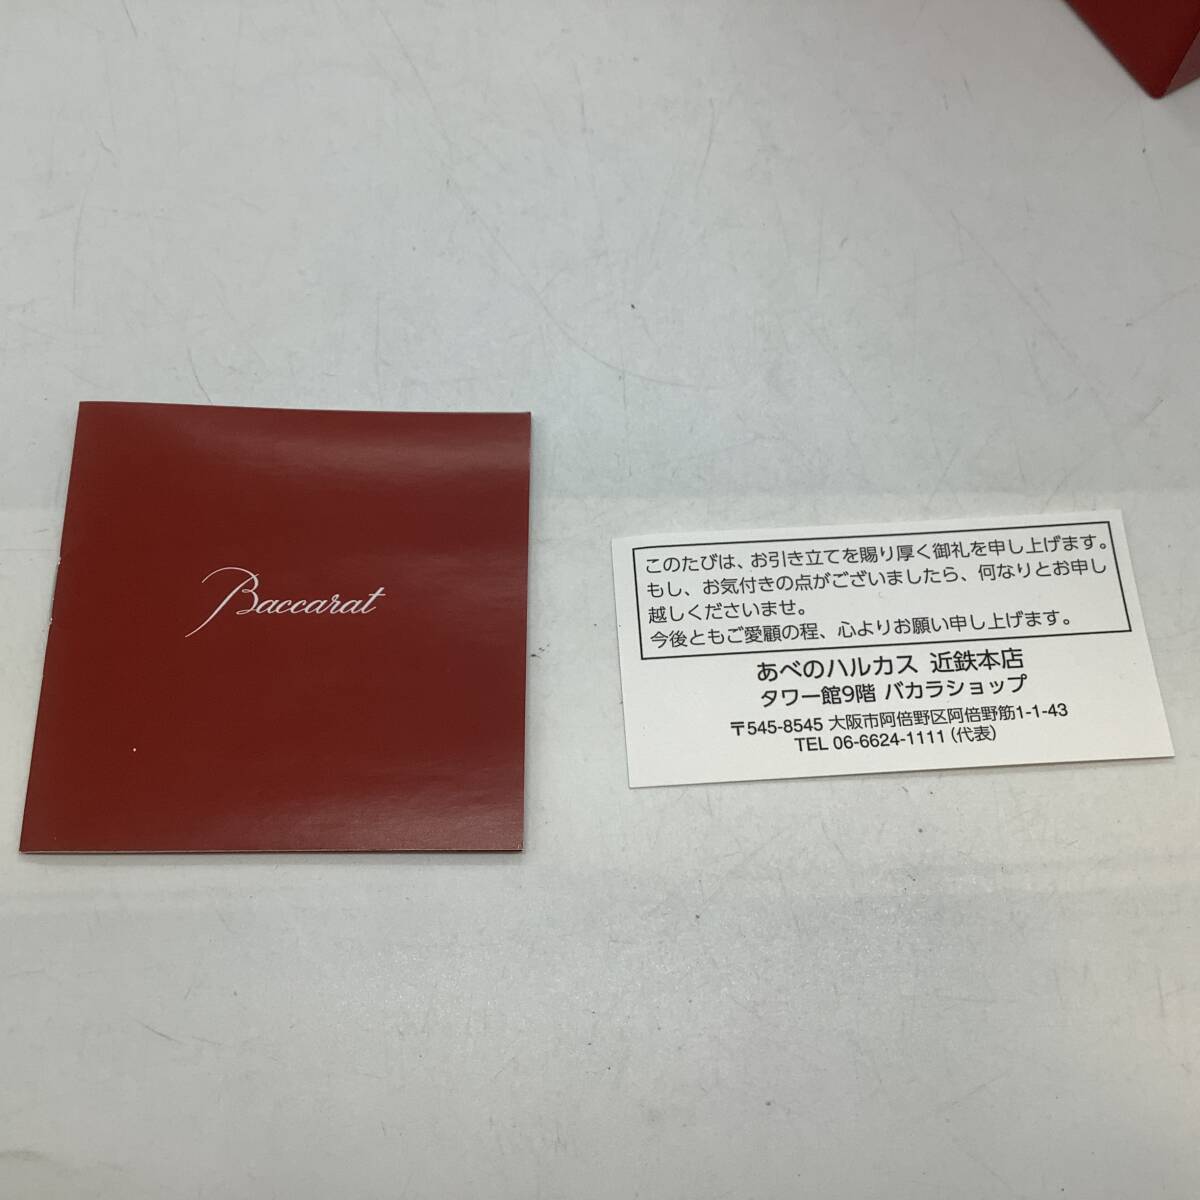 Baccarat
このたびは、お引き立てを賜り厚く御礼を申し上げます。
もし、お気付きの点がございましたら、何なりとお申し
越しくださいませ。
今後ともご愛顧の程、心よりお願い申し上げます。
あべのハルカス 近鉄本店
タワー館9階 バカラショップ
〒545-8545 大阪市阿倍野区阿倍野筋1-1-43
TEL 06-6624-1111 (代表)